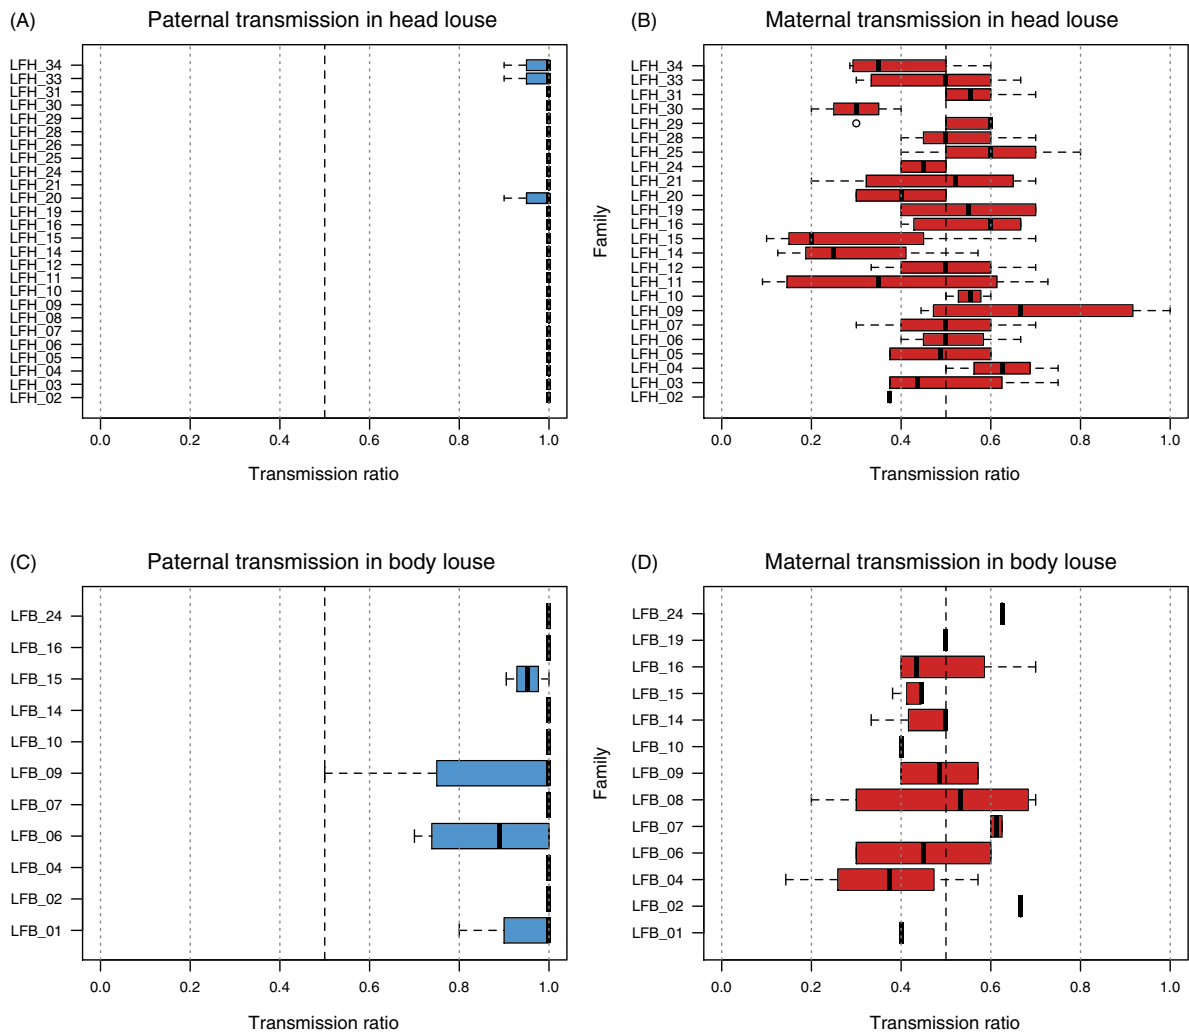 (A)
Paternal transmission in head louse
LFH_34
LFH_33
LFH_31
LFH_30
LFH_29
LFH_28
LFH_26
LFH_25
LFH_24
LFH_21
LFH_20
LFH_19
LFH_16
LFH_15
LFH_14
LFH_12
LFH_11
LFH_10
LFH_09
LFH_08
LFH_07
LFH_06
LFH_05
LFH_04
LFH_03
LFH_02
0.0 0.2 0.4 0.6 0.8 1.0
Transmission ratio
(B)
Maternal transmission in head louse
Family
LFH_34
LFH_33
LFH_31
LFH_30
LFH_29
LFH_28
LFH_25
LFH_24
LFH_21
LFH_20
LFH_19
LFH_16
LFH_15
LFH_14
LFH_12
LFH_11
LFH_10
LFH_09
LFH_07
LFH_06
LFH_05
LFH_04
LFH_03
LFH_02
0.0 0.2 0.4 0.6 0.8 1.0
Transmission ratio
(C)
Paternal transmission in body louse
LFB_24
LFB_16
LFB_15
LFB_14
LFB_10
LFB_09
LFB_07
LFB_06
LFB_04
LFB_02
LFB_01
0.0 0.2 0.4 0.6 0.8 1.0
Transmission ratio
(D)
Maternal transmission in body louse
Family
LFB_24
LFB_19
LFB_16
LFB_15
LFB_14
LFB_10
LFB_09
LFB_08
LFB_07
LFB_06
LFB_04
LFB_02
LFB_01
0.0 0.2 0.4 0.6 0.8 1.0
Transmission ratio